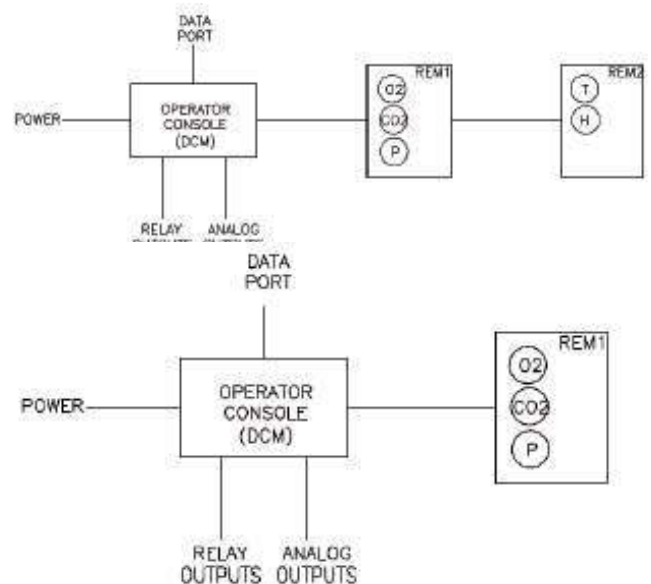 DATA
PORT
REM1
REM2
O2
T
POWER
OPERATOR
CONSOLE
(DCM)
CO2
H
P
RELAY
ANALOG
DATA
PORT
REM1
O2
OPERATOR
CONSOLE
(DCM)
POWER
CO2
P
RELAY
OUTPUTS
ANALOG
OUTPUTS